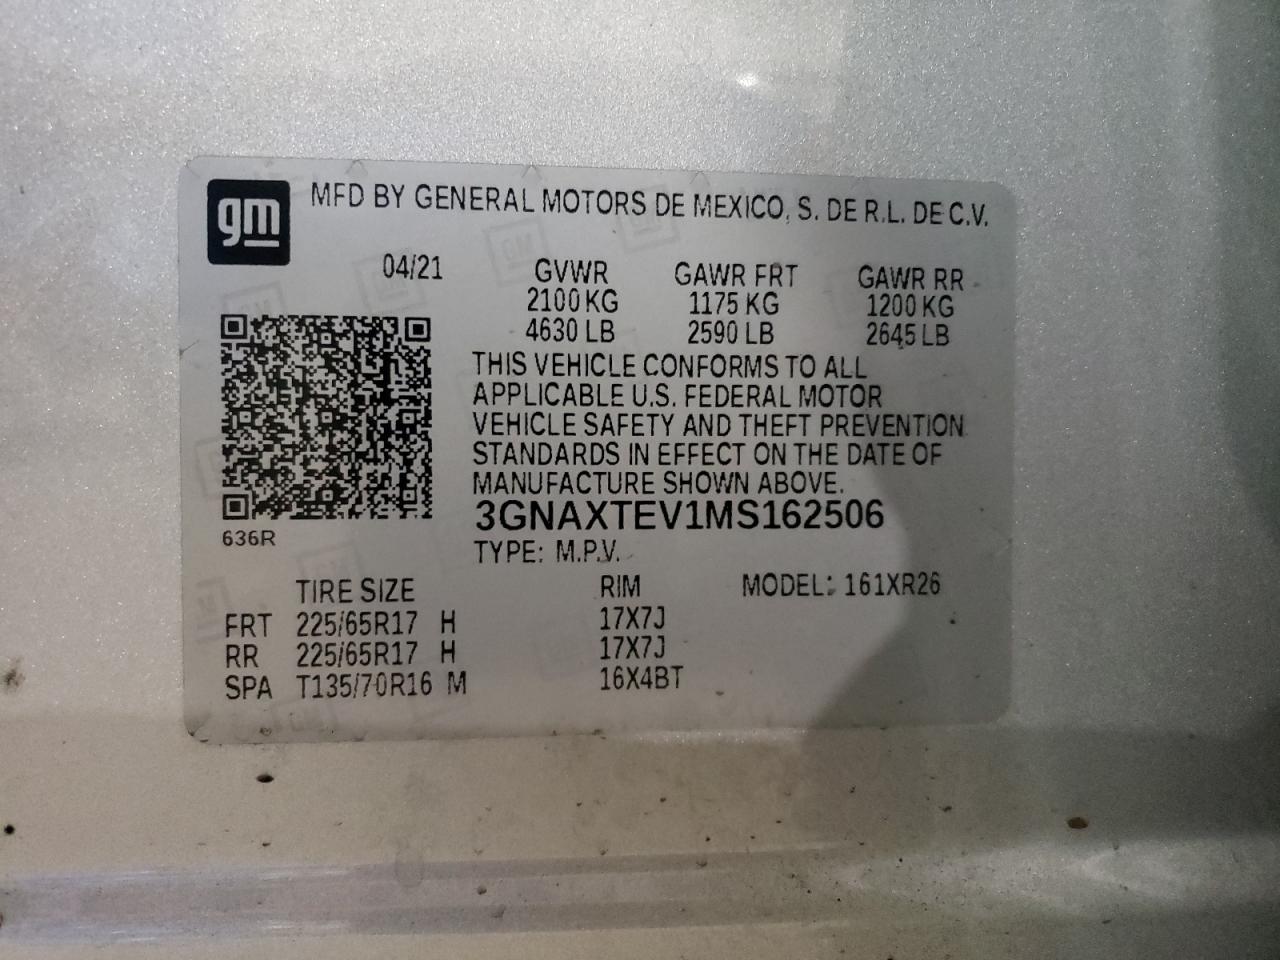 gm MFD BY GENERAL MOTORS DE MEXICO, S. DE R.L. DE C.V.
04/21 GVWR GAWR FRT GAWR RR
2100 KG 1175 KG 1200 KG
4630 LB 2590 LB 2645 LB
THIS VEHICLE CONFORMS TO ALL
APPLICABLE U.S. FEDERAL MOTOR
VEHICLE SAFETY AND THEFT PREVENTION
STANDARDS IN EFFECT ON THE DATE OF
MANUFACTURE SHOWN ABOVE.
3GNAXTEV1MS162506
636R
TYPE: M.P.V.
TIRE SIZE RIM MODEL: 161XR26
FRT 225/65R17 H 17X7J
RR 225/65R17 H 17X7J
SPA T135/70R16 M 16X4BT